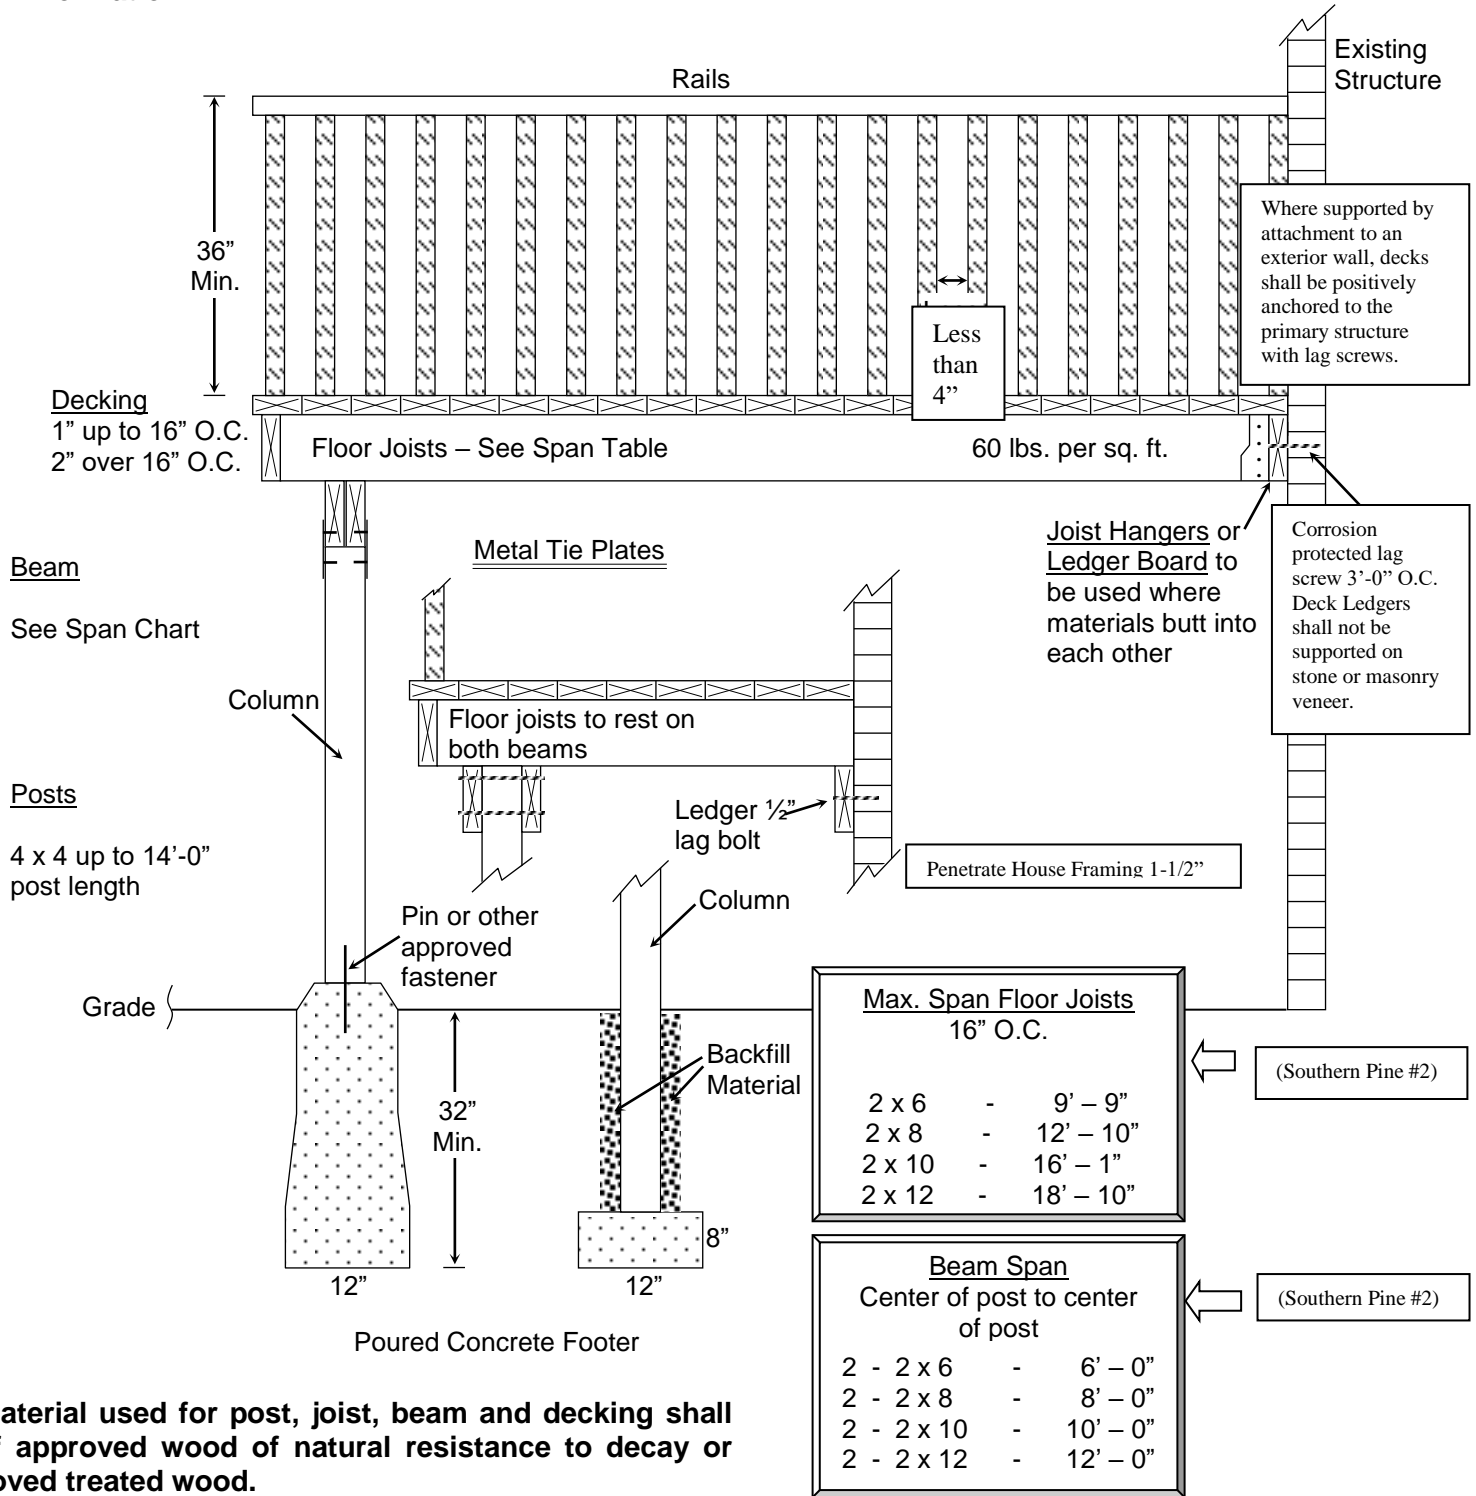 Rails
Existing
Structure
36”
Min.
Where supported by
attachment to an
exterior wall, decks
shall be positively
anchored to the
primary structure
with lag screws.
Less
than
4”
Decking
1” up to 16” O.C.
2” over 16” O.C.
Floor Joists – See Span Table
60 lbs. per sq. ft.
Beam
See Span Chart
Metal Tie Plates
Joist Hangers or
Ledger Board to
be used where
materials butt into
each other
Corrosion
protected lag
screw 3’-0” O.C.
Deck Ledgers
shall not be
supported on
stone or masonry
veneer.
Column
Floor joists to rest on
both beams
Posts
4 x 4 up to 14’-0”
post length
Ledger ½”
lag bolt
Penetrate House Framing 1-1/2”
Pin or other
approved
fastener
Column
Grade
32”
Min.
Backfill
Material
8”
12”
12”
Poured Concrete Footer
Max. Span Floor Joists
16” O.C.
2 x 6 - 9’ – 9”
2 x 8 - 12’ – 10”
2 x 10 - 16’ – 1”
2 x 12 - 18’ – 10”
(Southern Pine #2)
Beam Span
Center of post to center
of post
2 - 2 x 6 - 6’ – 0”
2 - 2 x 8 - 8’ – 0”
2 - 2 x 10 - 10’ – 0”
2 - 2 x 12 - 12’ – 0”
(Southern Pine #2)
aterial used for post, joist, beam and decking shall
approved wood of natural resistance to decay or
oved treated wood.